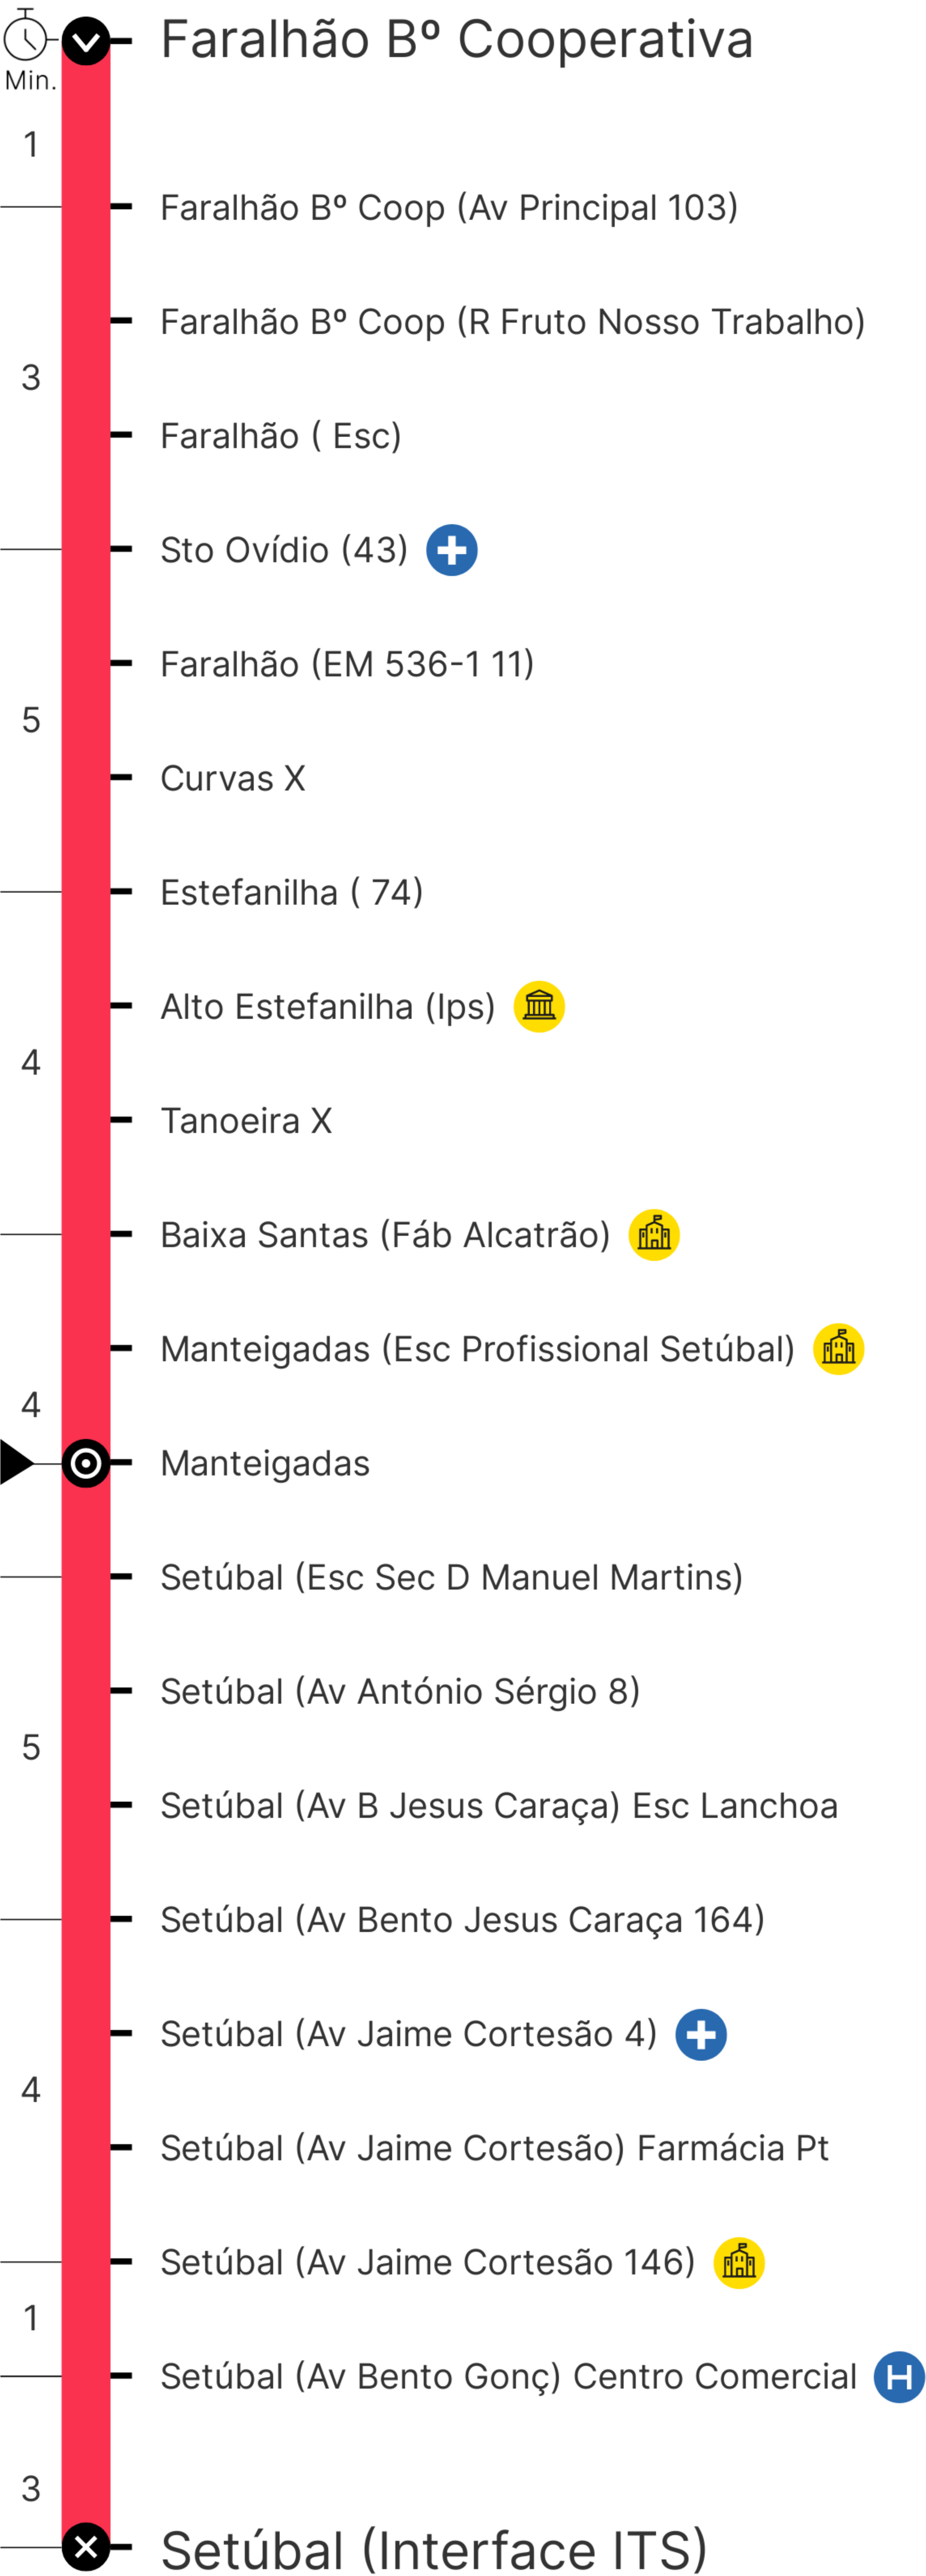 Faralhão Bº Cooperativa
Min.
1
Faralhão Bº Coop (Av Principal 103)
Faralhão Bº Coop (R Fruto Nosso Trabalho)
3
Faralhão ( Esc)
Sto Ovídio (43)
Faralhão (EM 536-1 11)
5
Curvas X
Estefanilha ( 74)
Alto Estefanilha (Ips)
4
Tanoeira X
Baixa Santas (Fáb Alcatrão)
Manteigadas (Esc Profissional Setúbal)
4
Manteigadas
Setúbal (Esc Sec D Manuel Martins)
Setúbal (Av António Sérgio 8)
5
Setúbal (Av B Jesus Caraça) Esc Lanchoa
Setúbal (Av Bento Jesus Caraça 164)
Setúbal (Av Jaime Cortesão 4)
4
Setúbal (Av Jaime Cortesão) Farmácia Pt
Setúbal (Av Jaime Cortesão 146)
1
Setúbal (Av Bento Gonç) Centro Comercial H
3
Setúbal (Interface ITS)